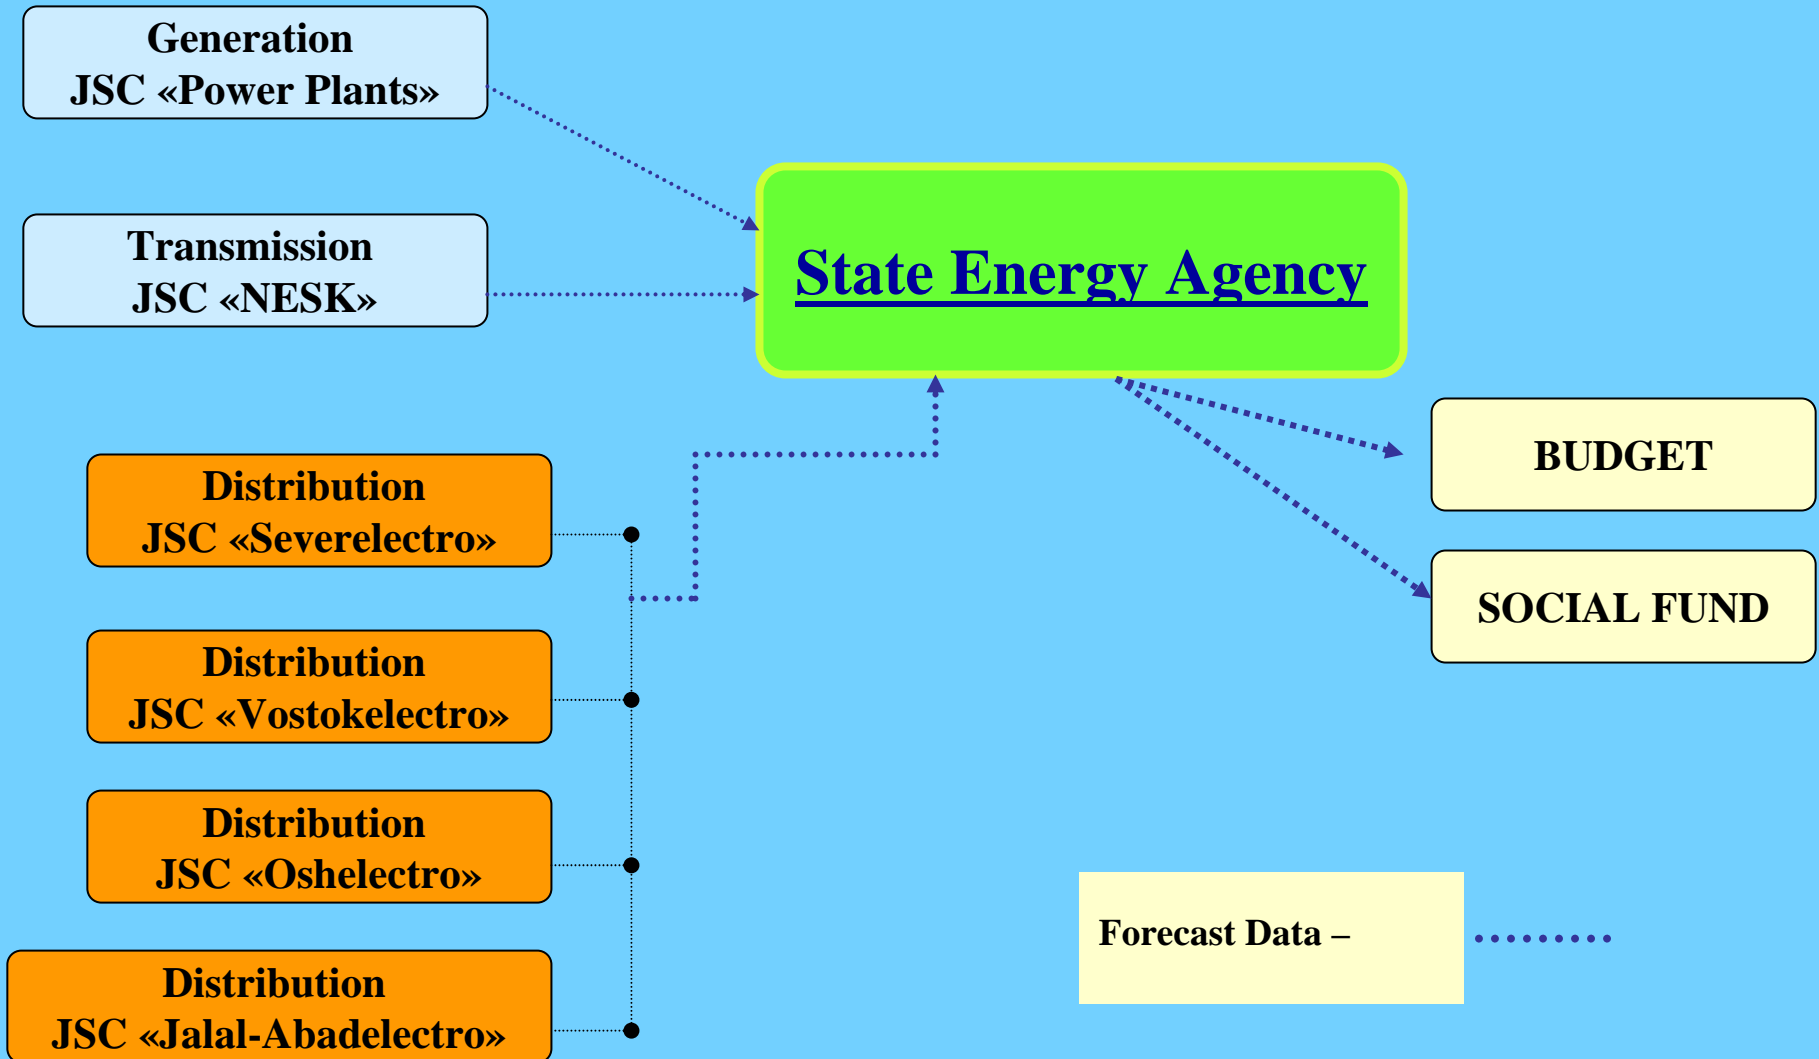 Generation
JSC «Power Plants»
Transmission
JSC «NESK»
State Energy Agency
BUDGET
SOCIAL FUND
Distribution
JSC «Severelectro»
Distribution
JSC «Vostokelectro»
Distribution
JSC «Oshelectro»
Distribution
JSC «Jalal-Abadelectro»
Forecast Data –